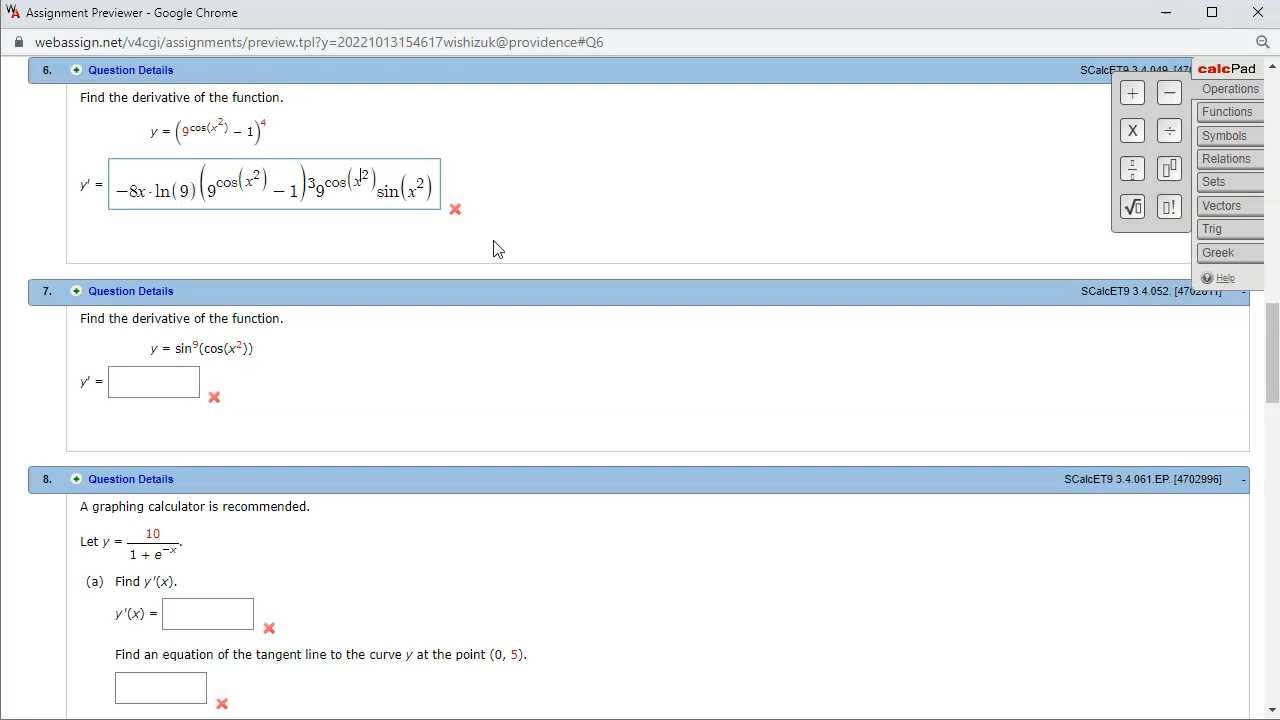 Assignment Previewer - Google Chrome
webassign.net/v4cgi/assignments/preview.tpl?y=20221013154617wishizuk@providence#Q6
6. Question Details SCalcET9 3.4.049.
calcPad
Operations
Functions
Symbols
Relations
Sets
Vectors
Trig
Greek
Help
+ −
X ÷
√▯ ▯!
Find the derivative of the function.
y = (9^cos(x^2) − 1)^4
y′ = −8x · ln(9)(9^cos(x^2) − 1)^3 9^cos(x^2) sin(x^2)
7. Question Details SCalcET9 3.4.052. [4702811] -
Find the derivative of the function.
y = sin^9(cos(x^2))
y′ =
8. Question Details SCalcET9 3.4.061.EP. [4702996] -
A graphing calculator is recommended.
Let y = 10 / (1 + e^−x).
(a) Find y′(x).
y′(x) =
Find an equation of the tangent line to the curve y at the point (0, 5).